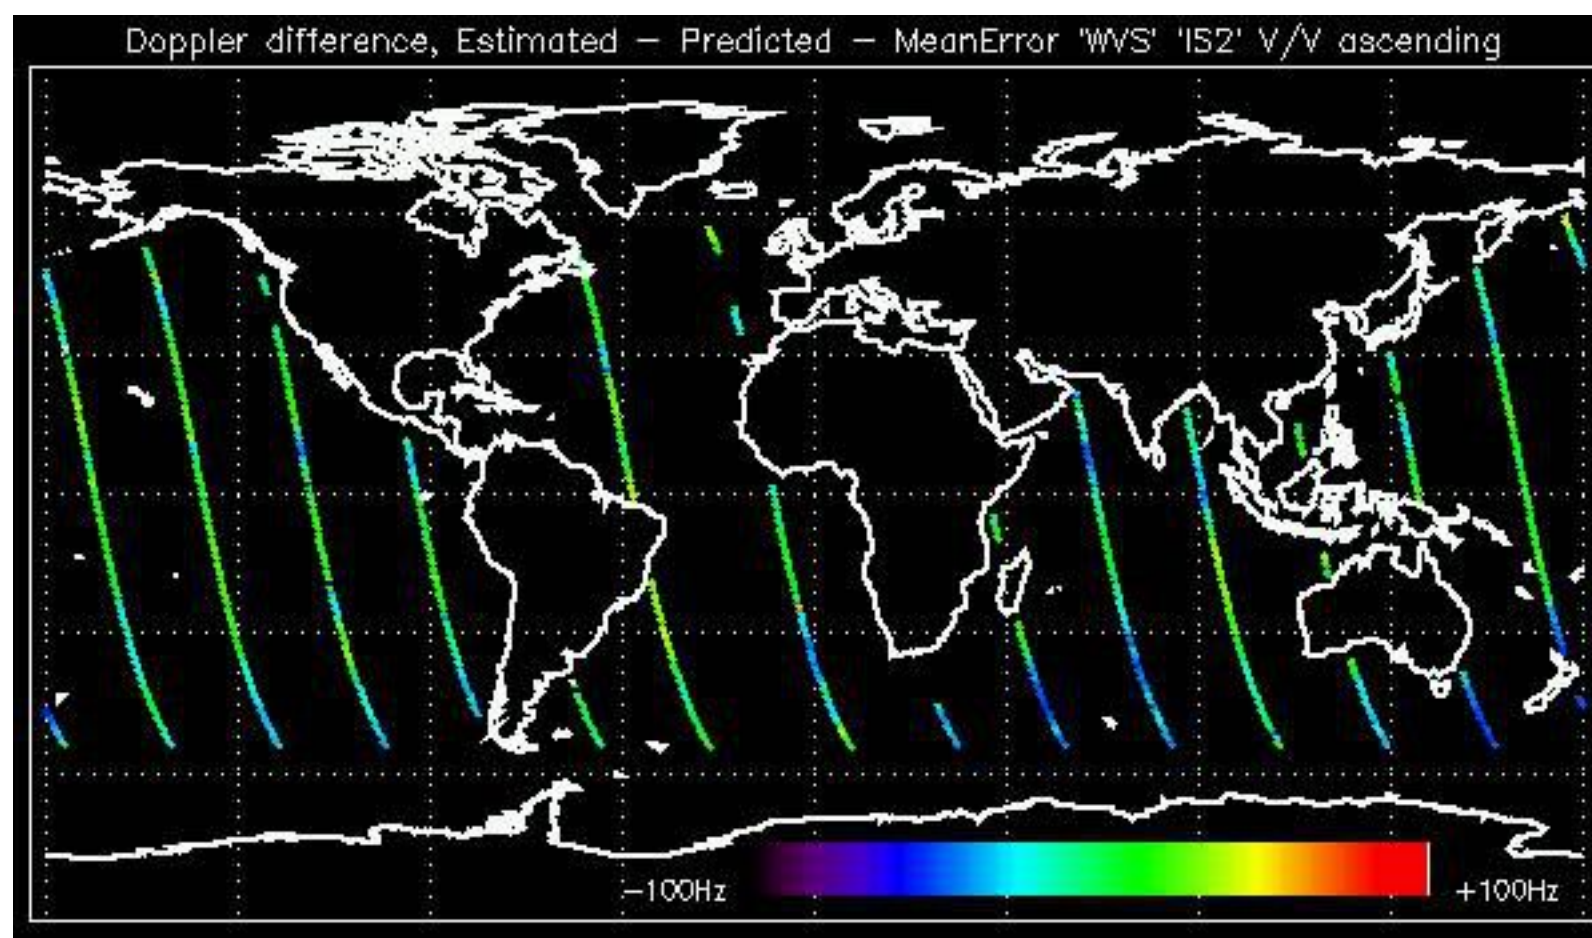 Doppler difference, Estimated – Predicted – MeanError 'WVS' 'IS2' V/V ascending
–100Hz +100Hz